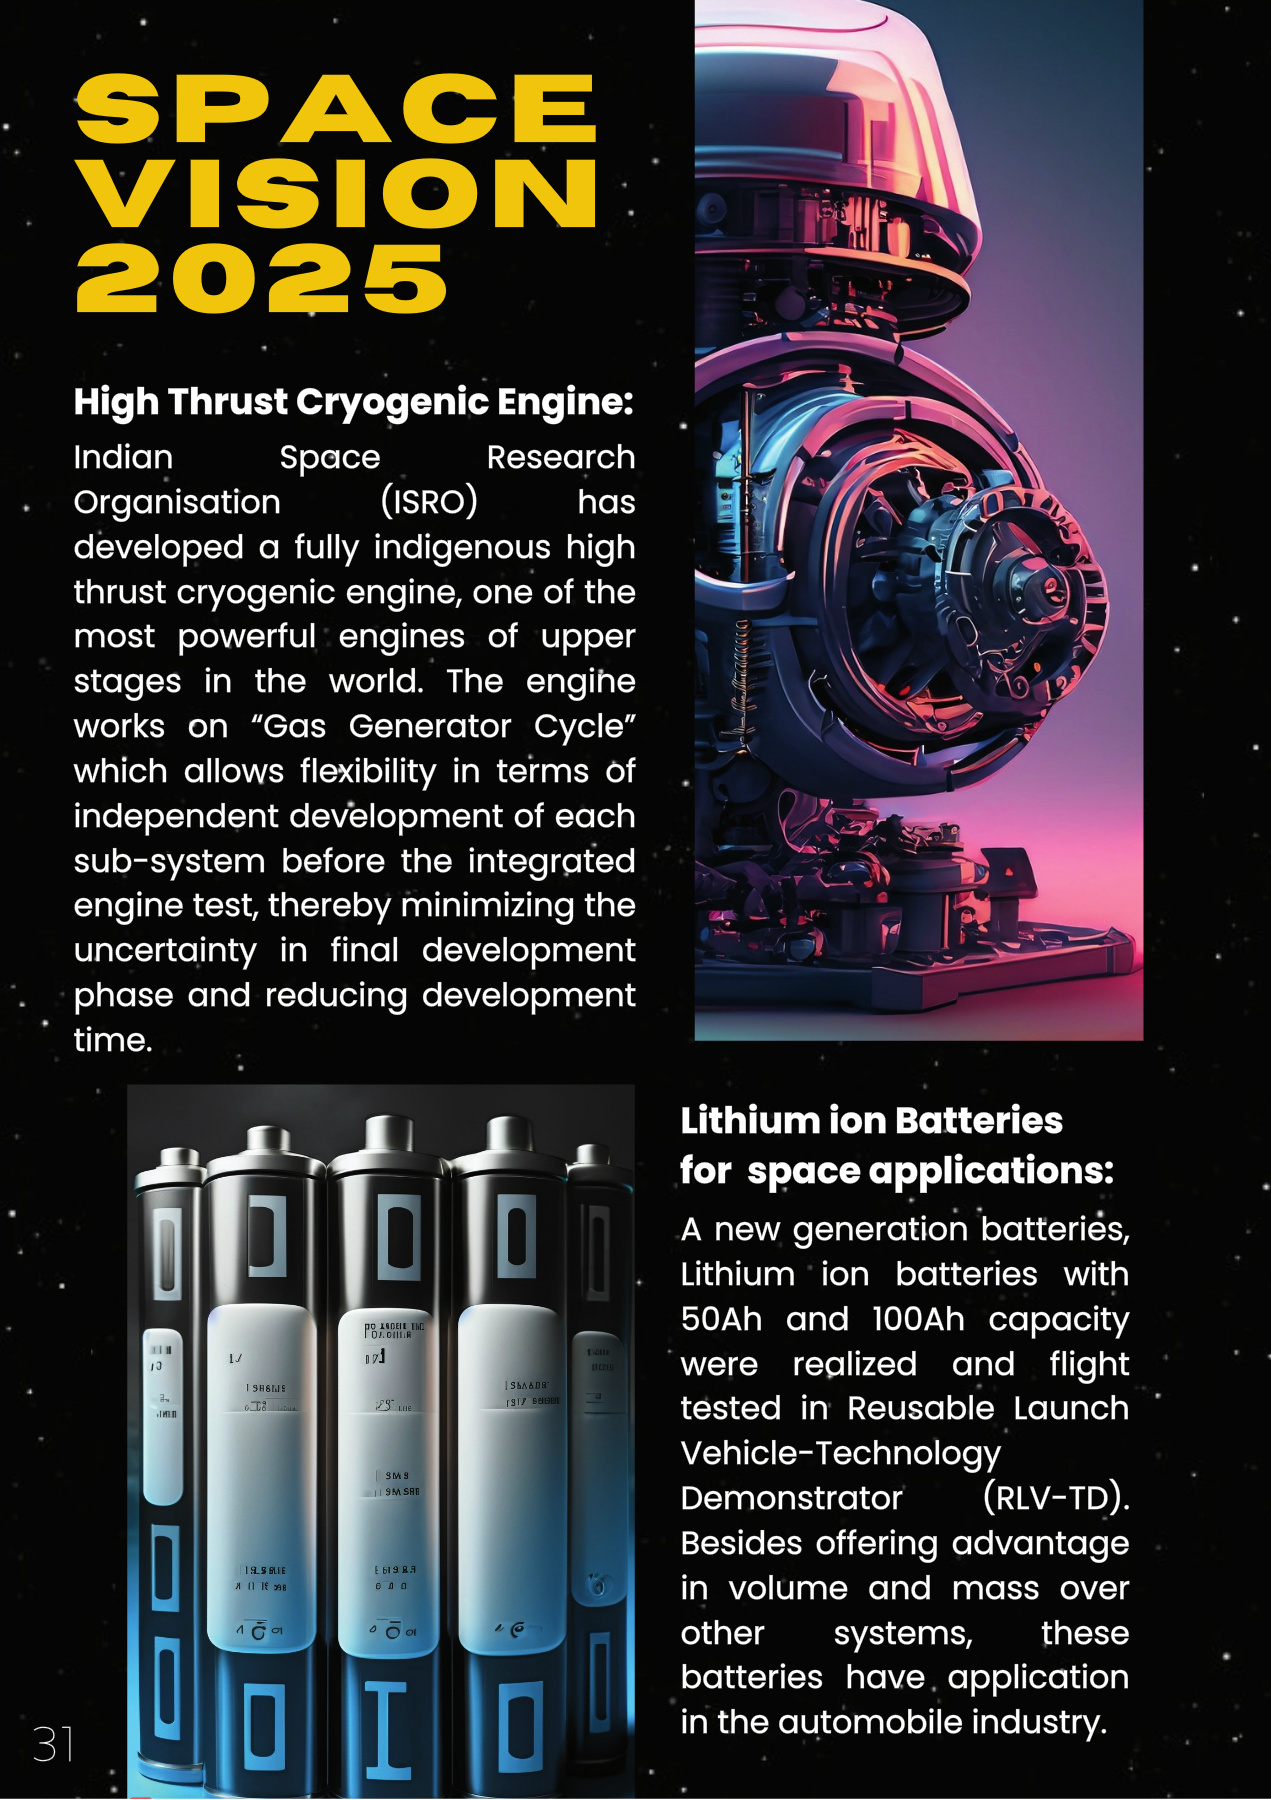 SPACE
VISION
2025
High Thrust Cryogenic Engine:
Indian Space Research
Organisation (ISRO) has
developed a fully indigenous high
thrust cryogenic engine, one of the
most powerful engines of upper
stages in the world. The engine
works on “Gas Generator Cycle”
which allows flexibility in terms of
independent development of each
sub-system before the integrated
engine test, thereby minimizing the
uncertainty in final development
phase and reducing development
time.
Lithium ion Batteries
for space applications:
A new generation batteries,
Lithium ion batteries with
50Ah and 100Ah capacity
were realized and flight
tested in Reusable Launch
Vehicle-Technology
Demonstrator (RLV-TD).
Besides offering advantage
in volume and mass over
other systems, these
batteries have application
in the automobile industry.
31